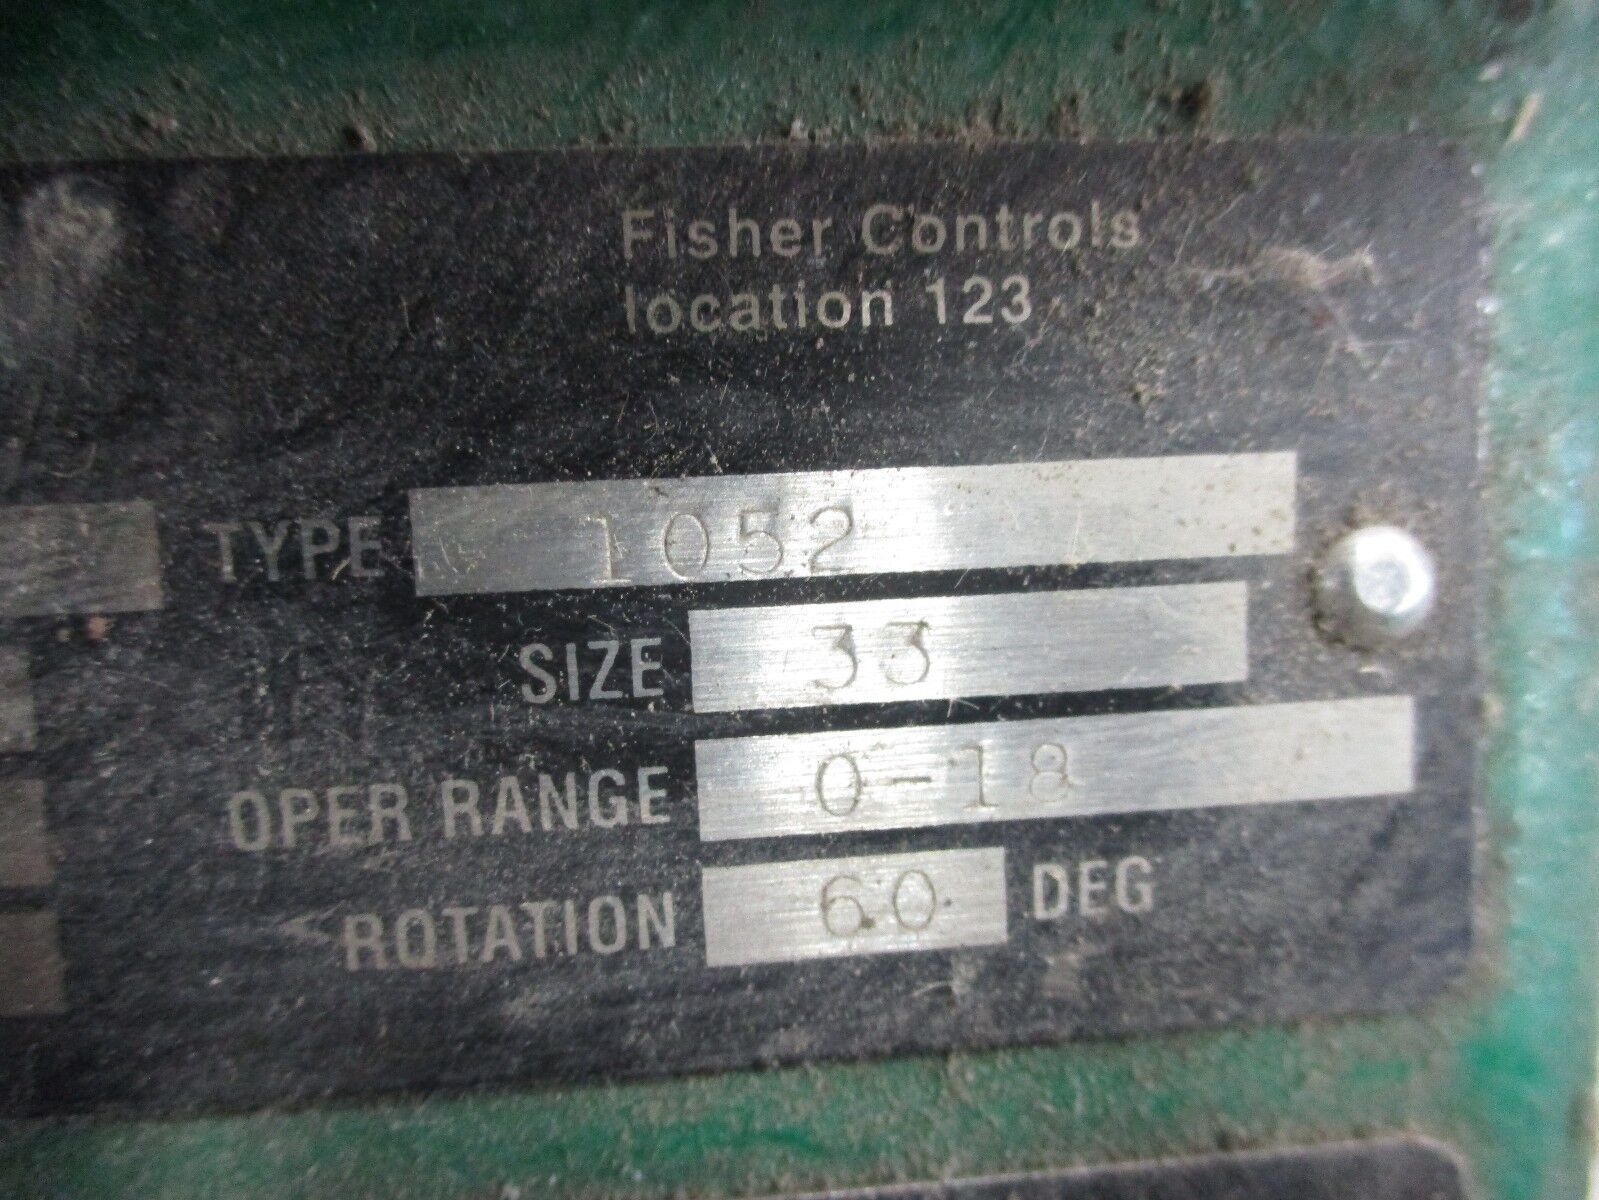 Fisher Controls
location 123
TYPE 1052
SIZE 33
OPER RANGE 0-18
ROTATION 60 DEG